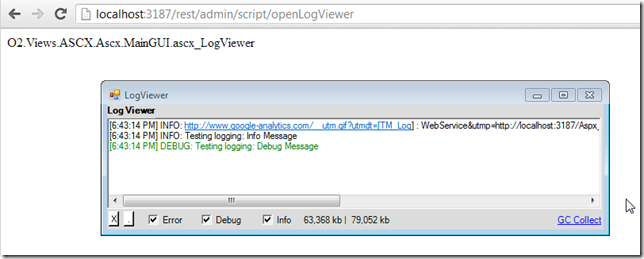 localhost:3187/rest/admin/script/openLogViewer
O2.Views.ASCX.Ascx.MainGUI.ascx_LogViewer
LogViewer
Log Viewer
[6:43:14 PM] INFO: http://www.google-analytics.com/__utm.gif?utmdt=[TM_Log] : WebService&utmp=http://localhost:3187/Aspx_
[6:43:14 PM] INFO: Testing logging: Info Message
[6:43:14 PM] DEBUG: Testing logging: Debug Message
X . Error Debug Info 63,368 kb | 79,052 kb GC Collect